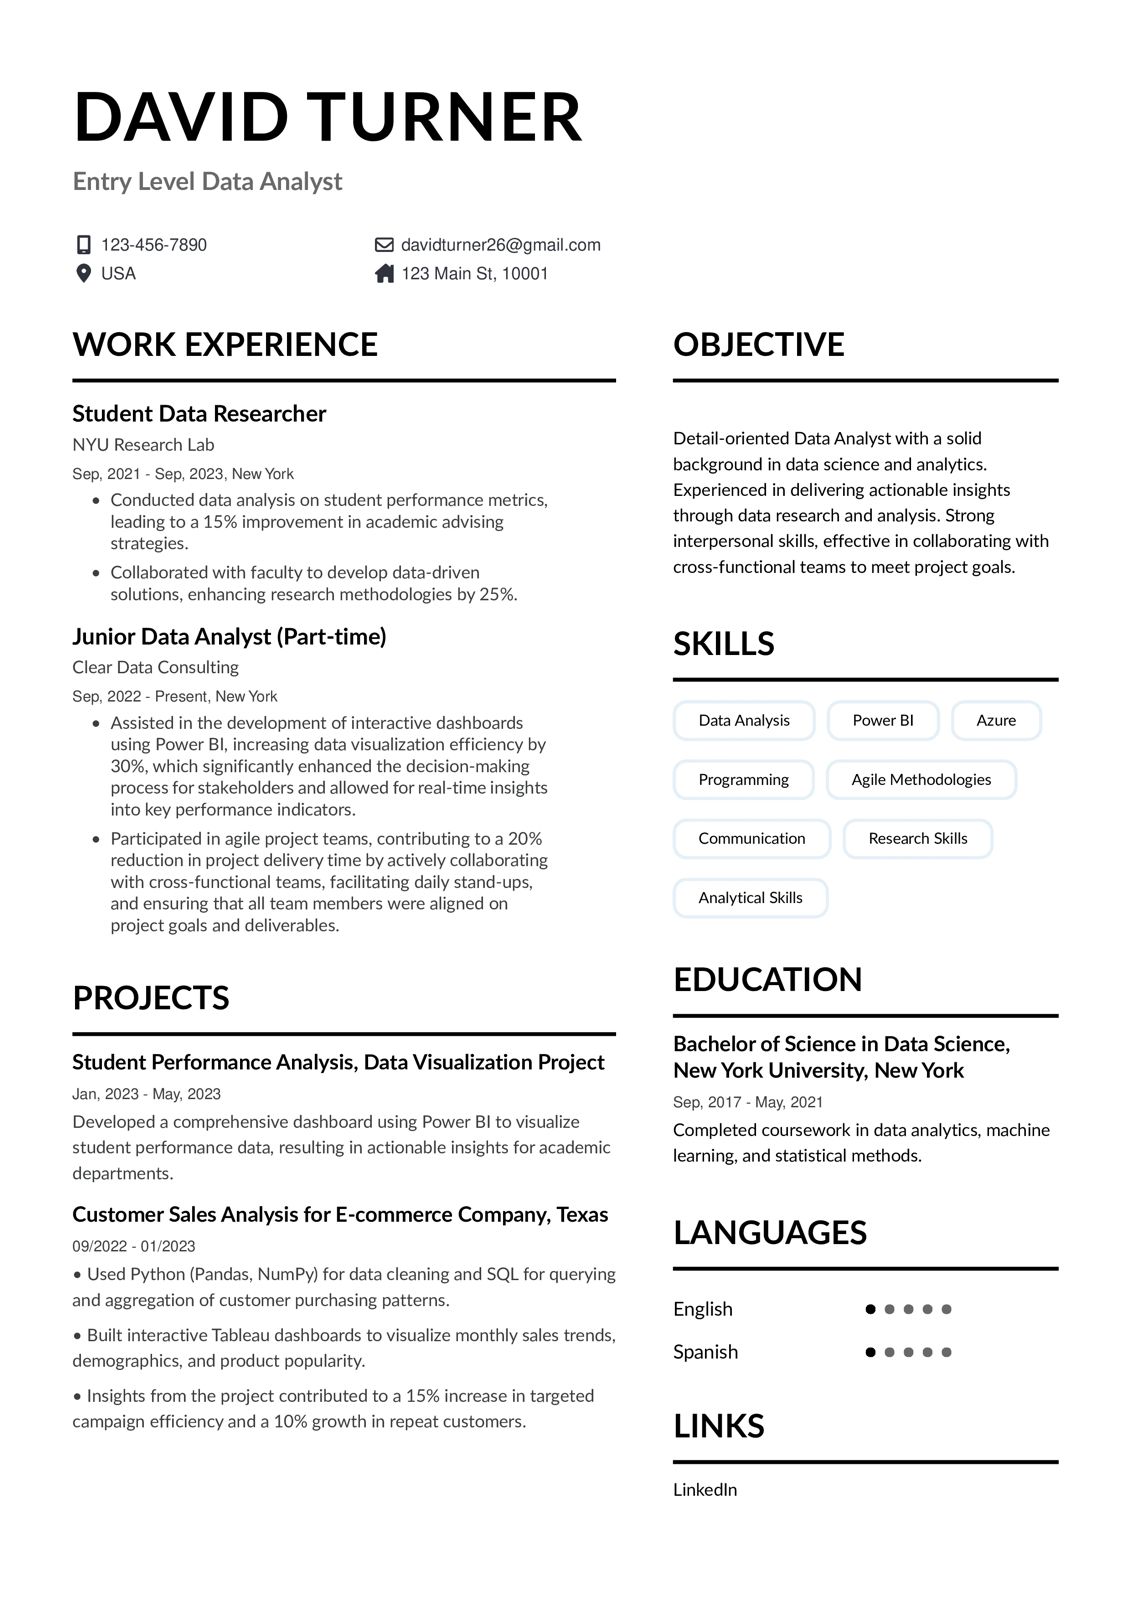 DAVID TURNER
Entry Level Data Analyst
123-456-7890
davidturner26@gmail.com
USA
123 Main St, 10001
WORK EXPERIENCE
Student Data Researcher
NYU Research Lab
Sep, 2021 - Sep, 2023, New York
• Conducted data analysis on student performance metrics,
leading to a 15% improvement in academic advising
strategies.
• Collaborated with faculty to develop data-driven
solutions, enhancing research methodologies by 25%.
Junior Data Analyst (Part-time)
Clear Data Consulting
Sep, 2022 - Present, New York
• Assisted in the development of interactive dashboards
using Power BI, increasing data visualization efficiency by
30%, which significantly enhanced the decision-making
process for stakeholders and allowed for real-time insights
into key performance indicators.
• Participated in agile project teams, contributing to a 20%
reduction in project delivery time by actively collaborating
with cross-functional teams, facilitating daily stand-ups,
and ensuring that all team members were aligned on
project goals and deliverables.
PROJECTS
Student Performance Analysis, Data Visualization Project
Jan, 2023 - May, 2023
Developed a comprehensive dashboard using Power BI to visualize
student performance data, resulting in actionable insights for academic
departments.
Customer Sales Analysis for E-commerce Company, Texas
09/2022 - 01/2023
• Used Python (Pandas, NumPy) for data cleaning and SQL for querying
and aggregation of customer purchasing patterns.
• Built interactive Tableau dashboards to visualize monthly sales trends,
demographics, and product popularity.
• Insights from the project contributed to a 15% increase in targeted
campaign efficiency and a 10% growth in repeat customers.
OBJECTIVE
Detail-oriented Data Analyst with a solid
background in data science and analytics.
Experienced in delivering actionable insights
through data research and analysis. Strong
interpersonal skills, effective in collaborating with
cross-functional teams to meet project goals.
SKILLS
Data Analysis
Power BI
Azure
Programming
Agile Methodologies
Communication
Research Skills
Analytical Skills
EDUCATION
Bachelor of Science in Data Science,
New York University, New York
Sep, 2017 - May, 2021
Completed coursework in data analytics, machine
learning, and statistical methods.
LANGUAGES
English
Spanish
LINKS
LinkedIn